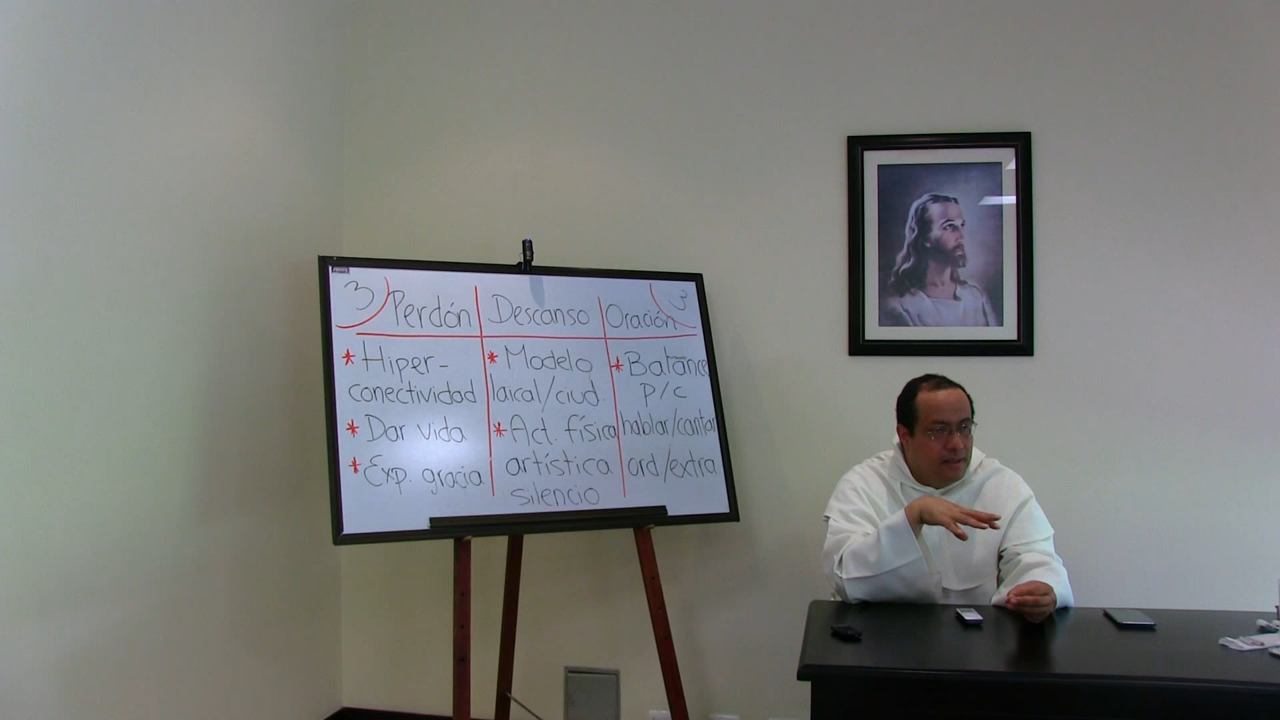 3 Perdón Descanso Oración 3
* Hiper- * Modelo * Balance
conectividad laical/ciud. P/C
* Dar vida * Act. física hablar/cantar
* Exp. gracia artística ord/extra
silencio